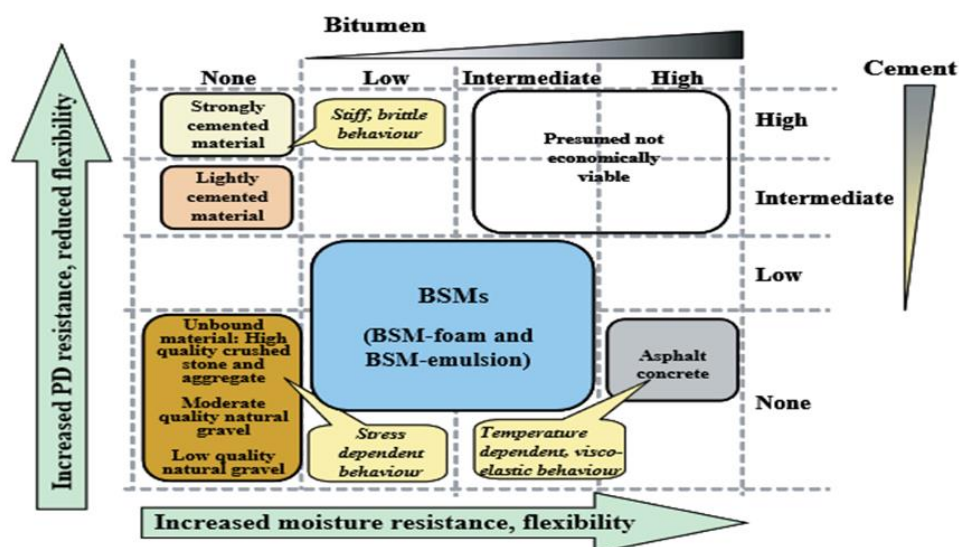 Bitumen
None
Low
Intermediate
High
Cement
Increased PD resistance, reduced flexibility
Strongly
cemented
material
Stiff, brittle
behaviour
Presumed not
economically
viable
High
Lightly
cemented
material
Intermediate
BSMs
(BSM-foam and
BSM-emulsion)
Low
Unbound
material: High
quality crushed
stone and
aggregate
Moderate
quality natural
gravel
Low quality
natural gravel
Asphalt
concrete
None
Stress
dependent
behaviour
Temperature
dependent, visco-
elastic behaviour
Increased moisture resistance, flexibility